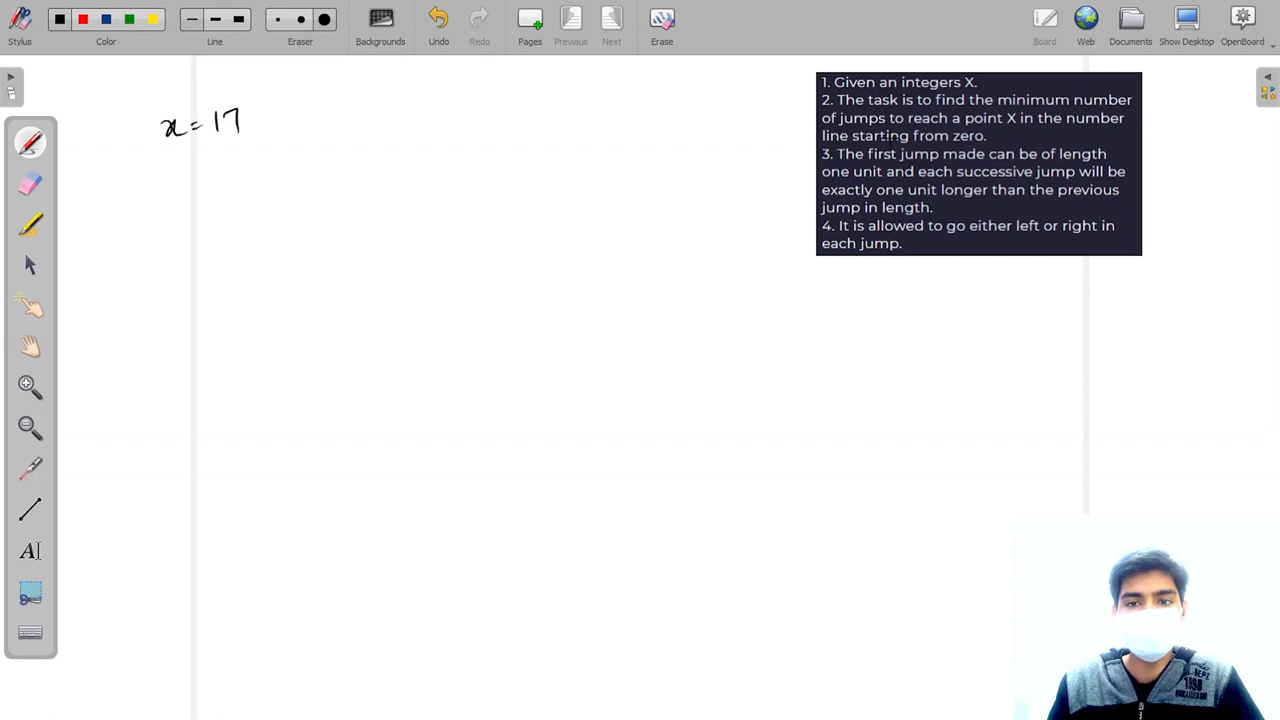 Stylus
Color
Line
Eraser
Backgrounds
Undo
Redo
Pages
Previous
Next
Erase
Board
Web
Documents
Show Desktop
OpenBoard
x = 17
1. Given an integers X.
2. The task is to find the minimum number
of jumps to reach a point X in the number
line starting from zero.
3. The first jump made can be of length
one unit and each successive jump will be
exactly one unit longer than the previous
jump in length.
4. It is allowed to go either left or right in
each jump.